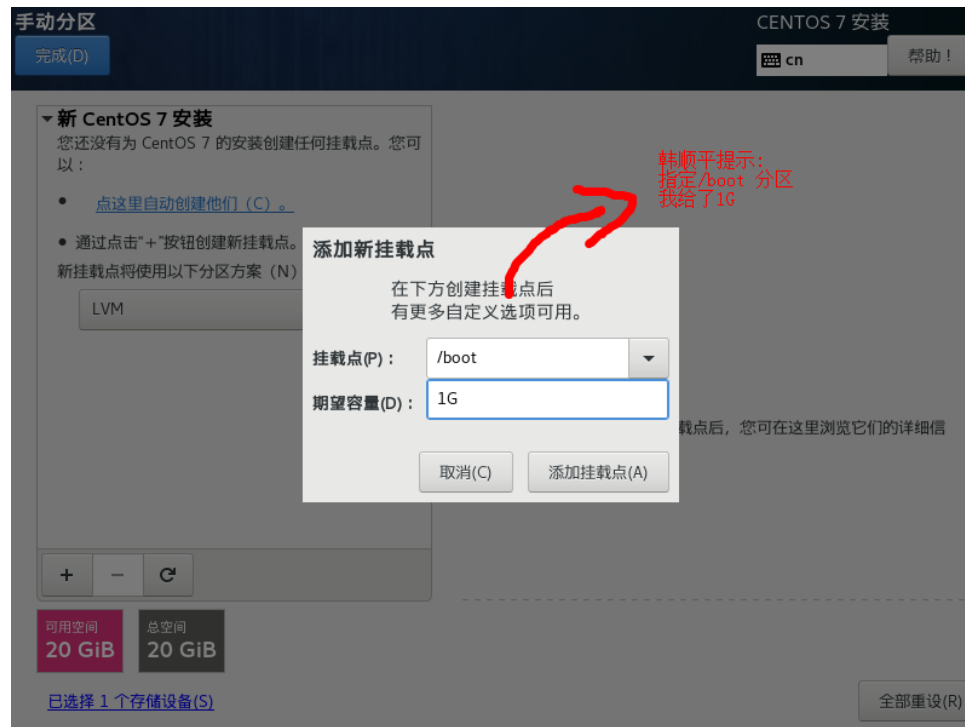 手动分区
完成(D)
CENTOS 7 安装
cn
帮助！
新 CentOS 7 安装
您还没有为 CentOS 7 的安装创建任何挂载点。您可
以：
点这里自动创建他们（C）。
通过点击"+"按钮创建新挂载点。
新挂载点将使用以下分区方案（N）
LVM
韩顺平提示:
指定/boot 分区
我给了1G
添加新挂载点
在下方创建挂载点后
有更多自定义选项可用。
挂载点(P)：
/boot
期望容量(D)：
1G
取消(C)
添加挂载点(A)
载点后，您可在这里浏览它们的详细信
+
−
可用空间
20 GiB
总空间
20 GiB
已选择 1 个存储设备(S)
全部重设(R)